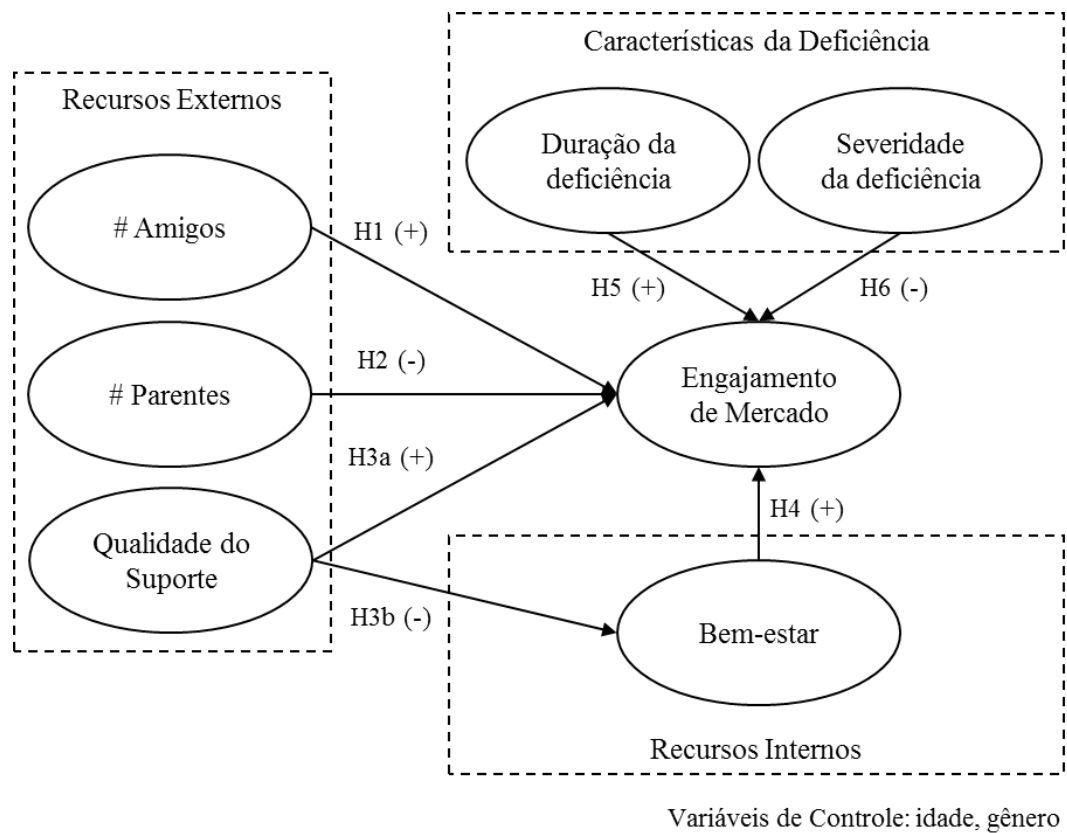 Características da Deficiência
Recursos Externos
Duração da
deficiência
Severidade
da deficiência
# Amigos
H1 (+)
H5 (+)
H6 (-)
H2 (-)
# Parentes
Engajamento
de Mercado
H3a (+)
H4 (+)
Qualidade do
Suporte
H3b (-)
Bem-estar
Recursos Internos
Variáveis de Controle: idade, gênero